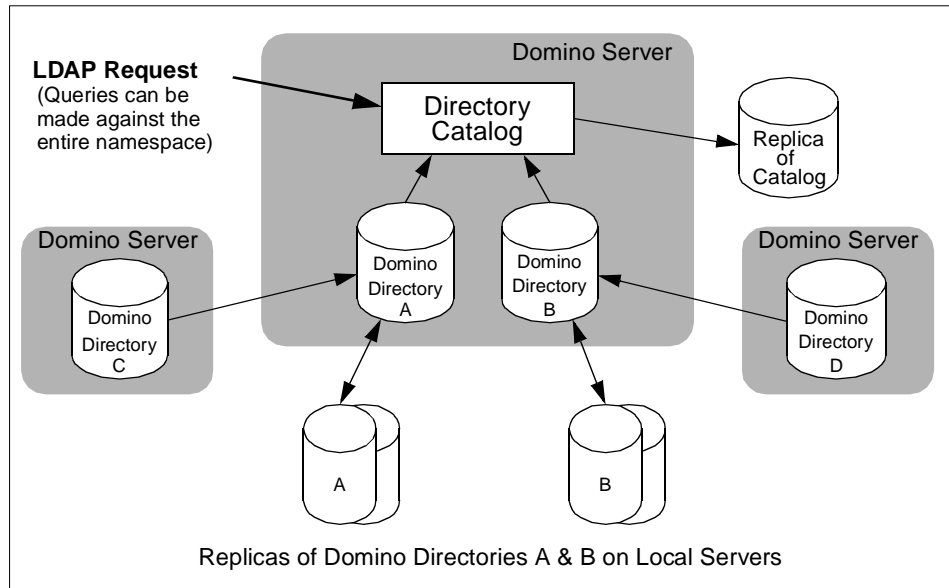 Domino Server
LDAP Request
(Queries can be
made against the
entire namespace)
Directory
Catalog
Replica
of
Catalog
Domino Server
Domino
Directory
C
Domino
Directory
A
Domino
Directory
B
Domino Server
Domino
Directory
D
A
B
Replicas of Domino Directories A & B on Local Servers